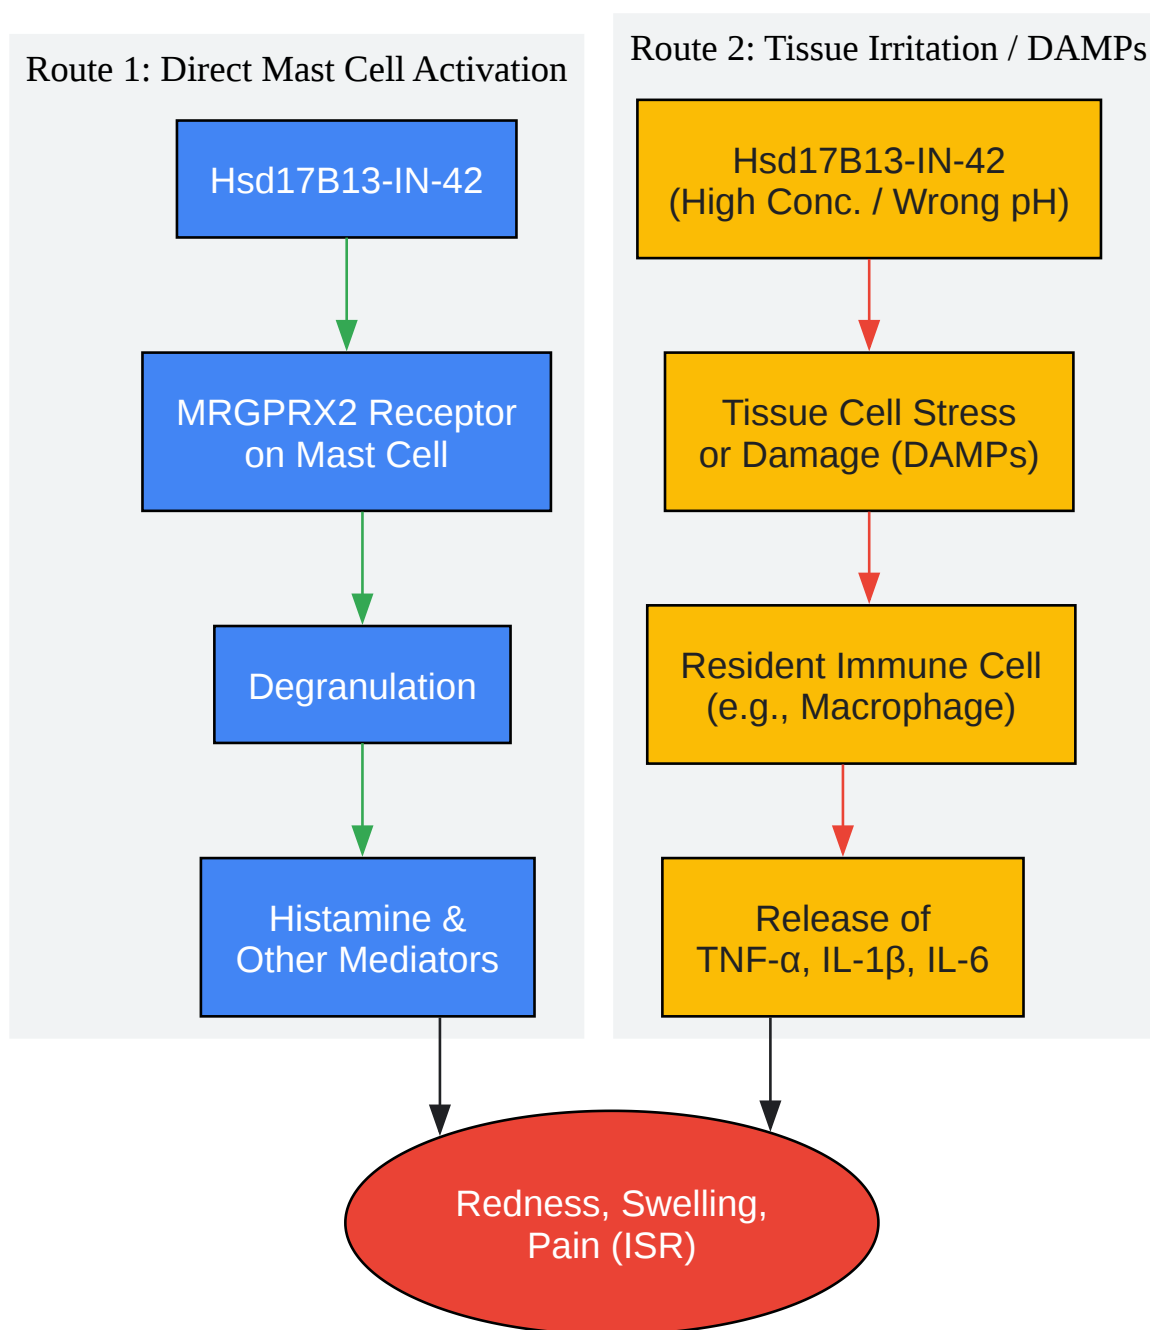 Route 1: Direct Mast Cell Activation
Hsd17B13-IN-42
MRGPRX2 Receptor
on Mast Cell
Degranulation
Histamine &
Other Mediators
Route 2: Tissue Irritation / DAMPs
Hsd17B13-IN-42
(High Conc. / Wrong pH)
Tissue Cell Stress
or Damage (DAMPs)
Resident Immune Cell
(e.g., Macrophage)
Release of
TNF-α, IL-1β, IL-6
Redness, Swelling,
Pain (ISR)